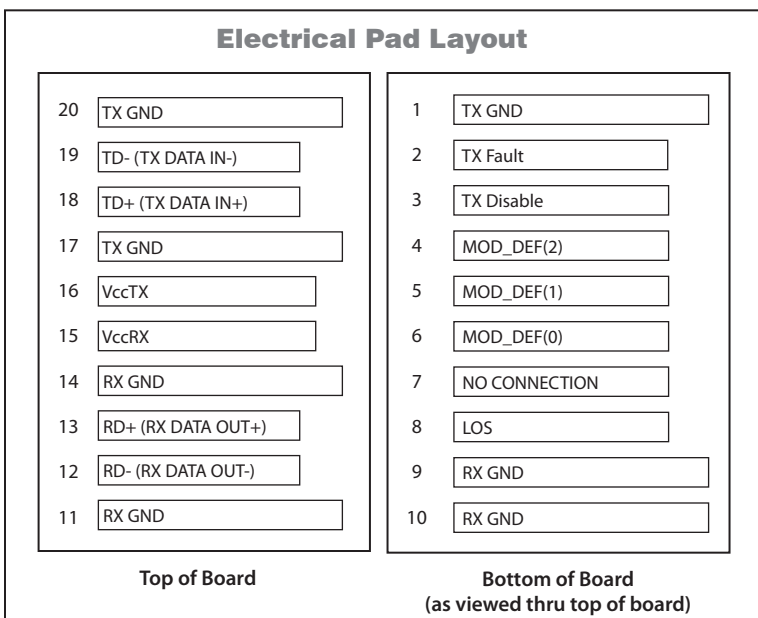 Electrical Pad Layout
20 TX GND
19 TD- (TX DATA IN-)
18 TD+ (TX DATA IN+)
17 TX GND
16 VccTX
15 VccRX
14 RX GND
13 RD+ (RX DATA OUT+)
12 RD- (RX DATA OUT-)
11 RX GND
Top of Board
1 TX GND
2 TX Fault
3 TX Disable
4 MOD_DEF(2)
5 MOD_DEF(1)
6 MOD_DEF(0)
7 NO CONNECTION
8 LOS
9 RX GND
10 RX GND
Bottom of Board
(as viewed thru top of board)